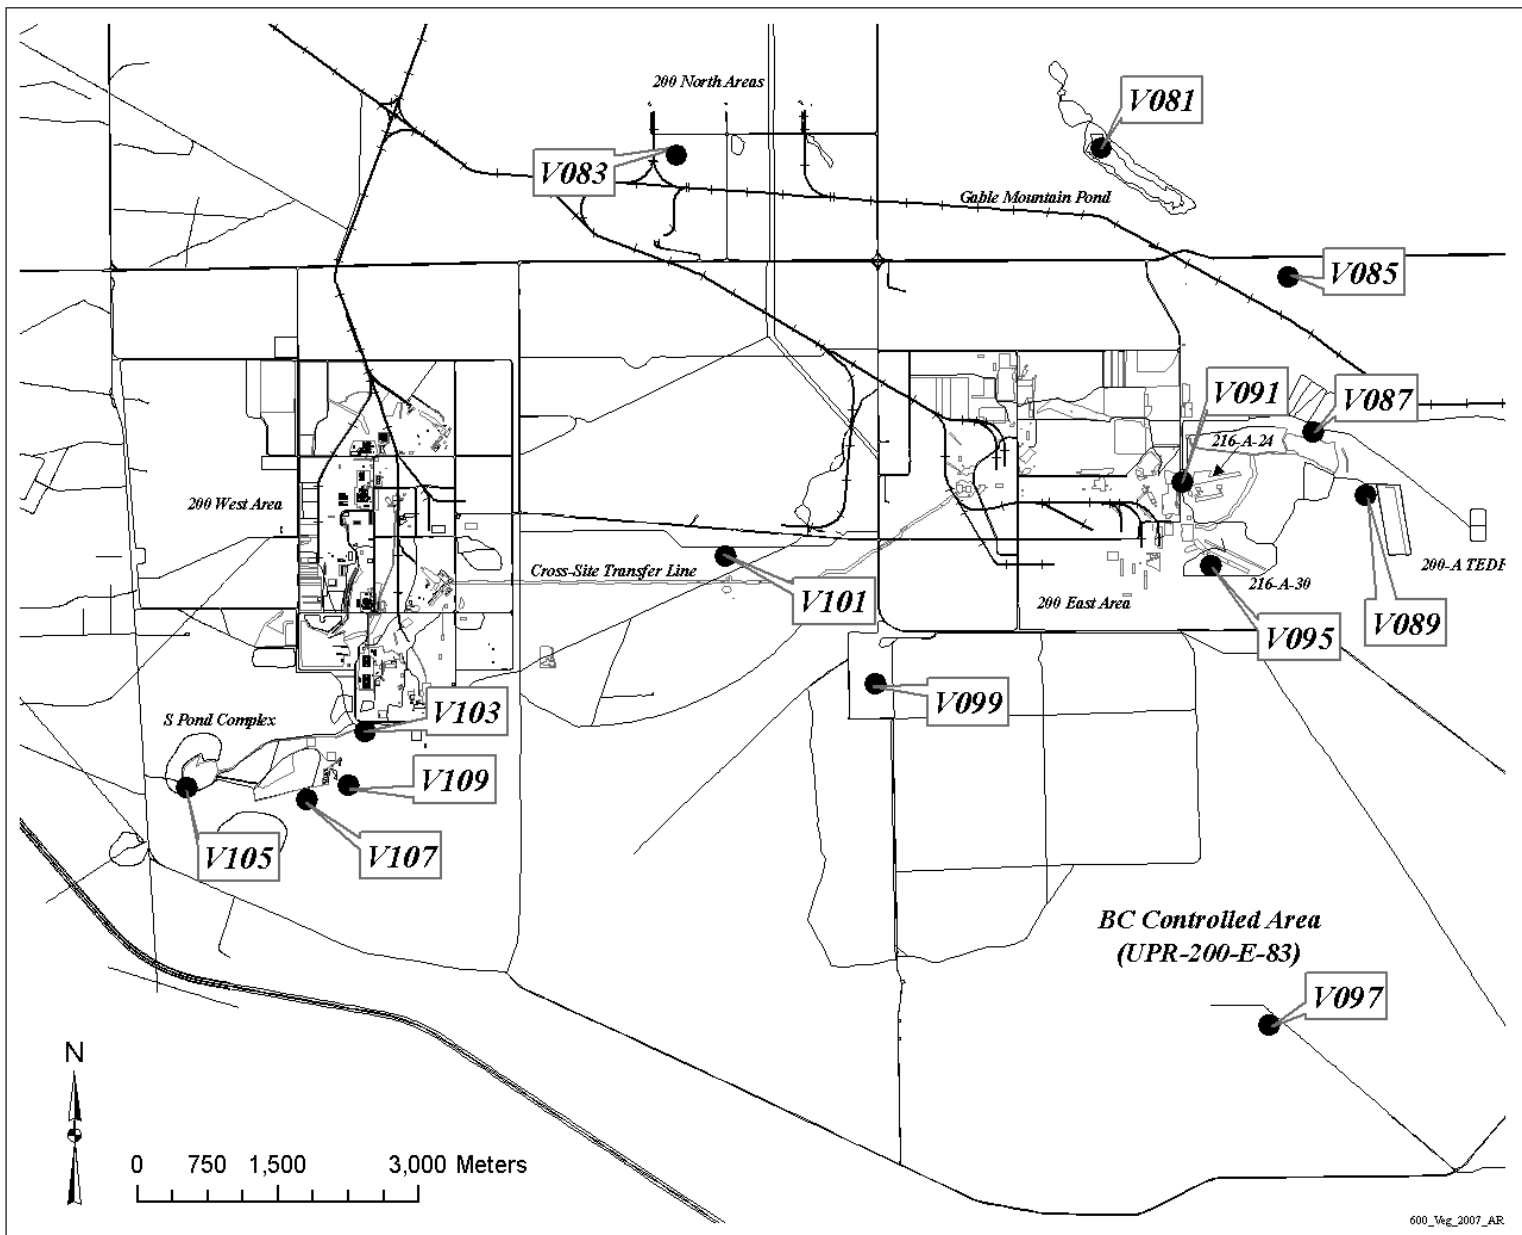 200 North Areas
V081
V083
Gable Mountain Pond
V085
V091
V087
216-A-24
200 West Area
Cross-Site Transfer Line
V101
200-A TEDF
216-A-30
200 East Area
V089
V095
V099
S Pond Complex
V103
V109
V105
V107
BC Controlled Area
(UPR-200-E-83)
V097
N
0 750 1,500 3,000 Meters
600_Veg_2007_AR